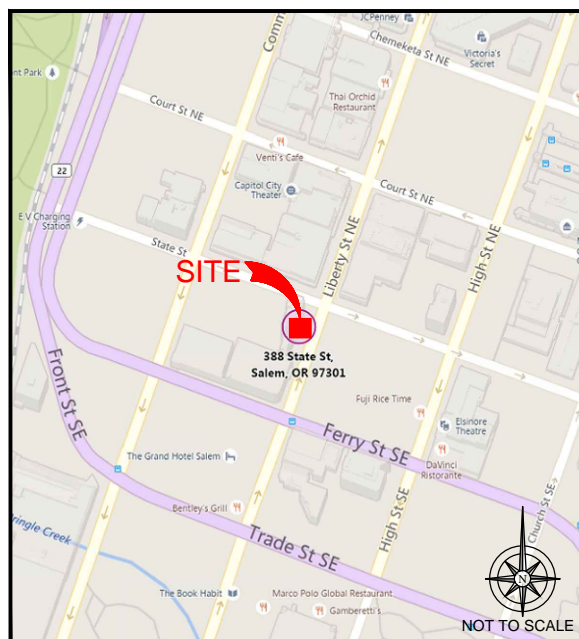 JCPenney
Comm
Chemeketa St NE
Victoria's
Secret
nt Park
Thai Orchid
Restaurant
Court St NE
Venti's Cafe
22
Capitol City
Theater
Court St NE
E V Charging
Station
State St
Liberty St NE
High St NE
SITE
388 State St,
Salem, OR 97301
Front St SE
Fuji Rice Time
Elsinore
Theatre
Ferry St SE
The Grand Hotel Salem
DaVinci
Ristorante
Bentley's Grill
High St SE
Church St SE
Pringle Creek
Trade St SE
The Book Habit
Marco Polo Global Restaurant
Gamberetti's
N
NOT TO SCALE